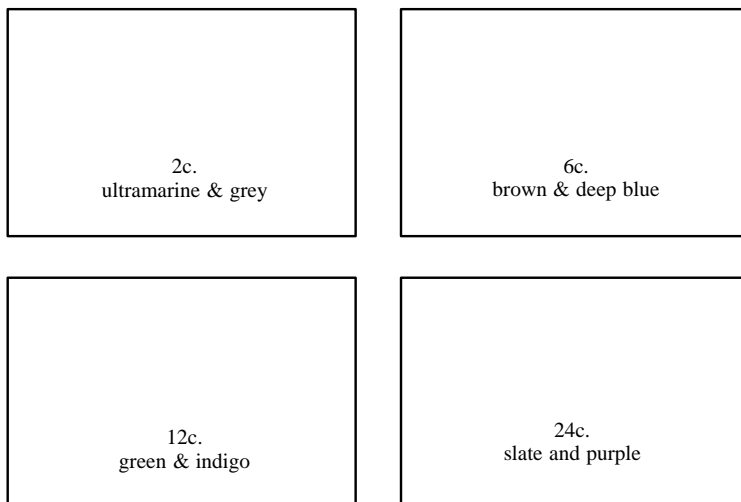 2c.
ultramarine & grey
6c.
brown & deep blue
12c.
green & indigo
24c.
slate and purple